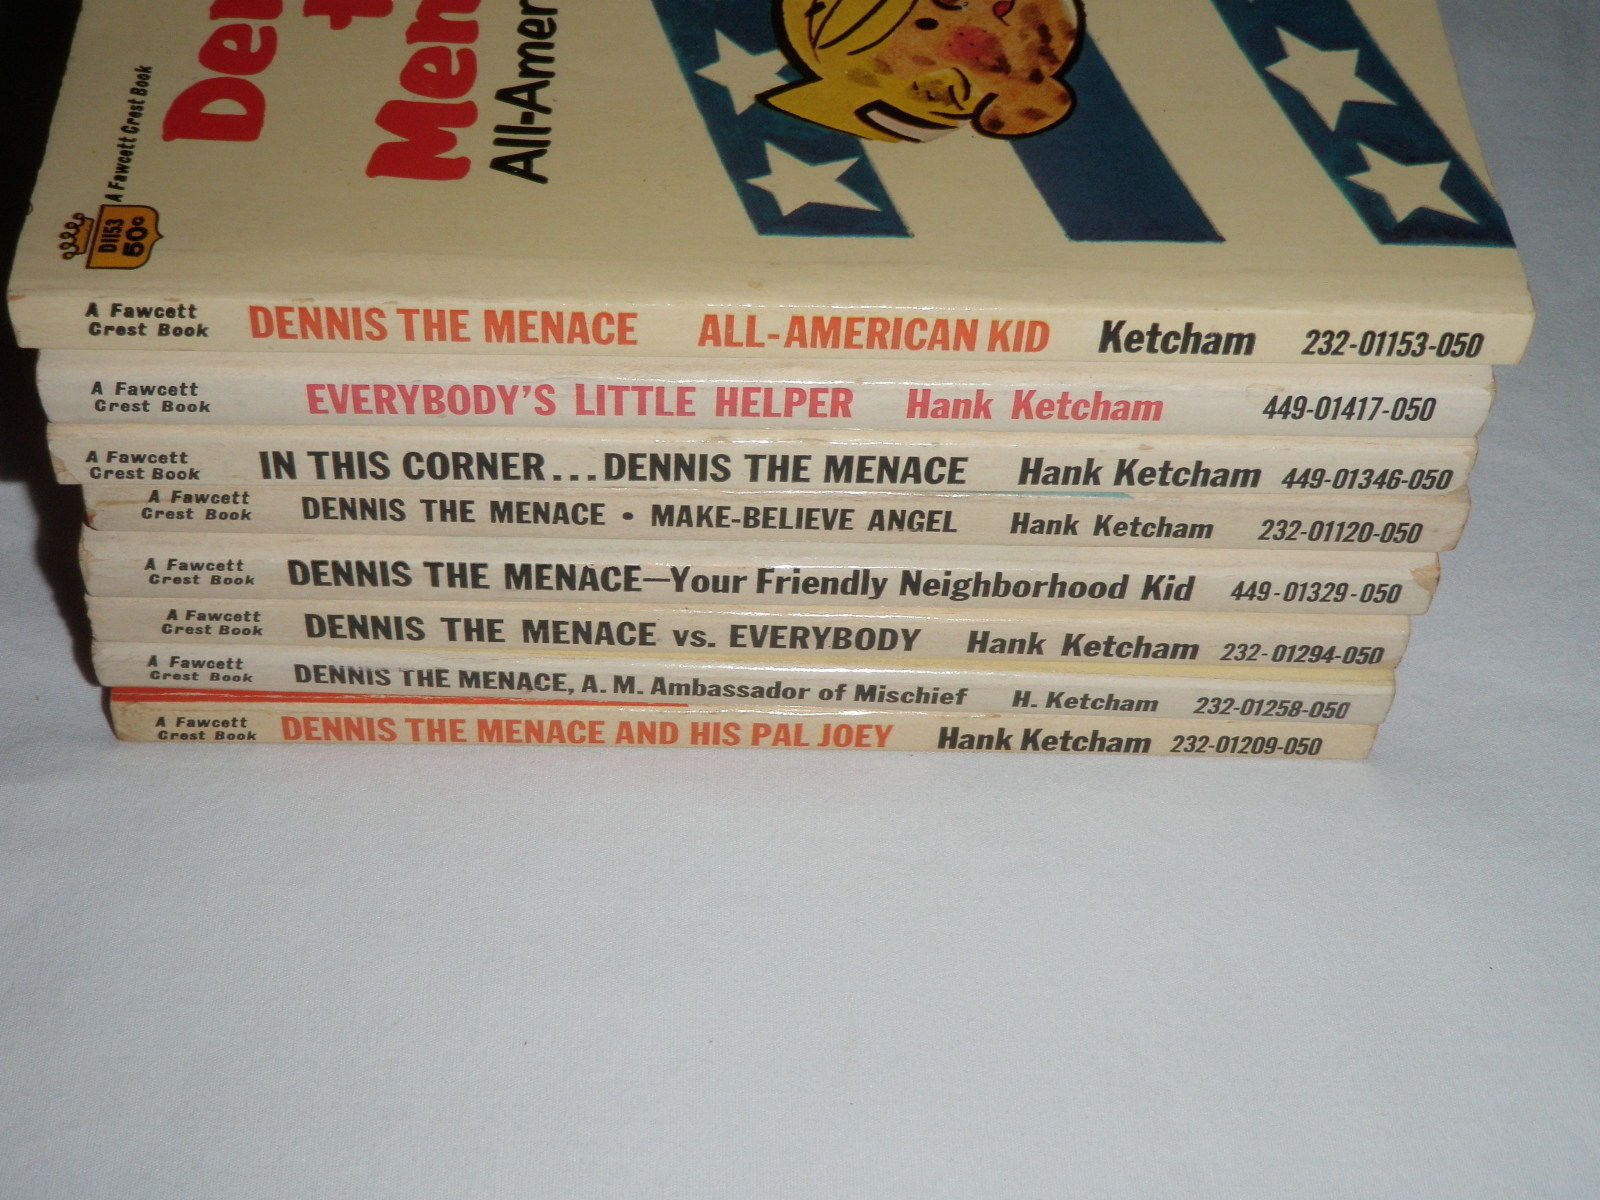 Den
t
Men
All-Amer
A Fawcett Crest Book
D1153
50¢
A Fawcett
Crest Book
DENNIS THE MENACE ALL-AMERICAN KID Ketcham 232-01153-050
A Fawcett
Crest Book
EVERYBODY'S LITTLE HELPER Hank Ketcham 449-01417-050
A Fawcett
Crest Book
IN THIS CORNER...DENNIS THE MENACE Hank Ketcham 449-01346-050
A Fawcett
Crest Book
DENNIS THE MENACE • MAKE-BELIEVE ANGEL Hank Ketcham 232-01120-050
A Fawcett
Crest Book
DENNIS THE MENACE—Your Friendly Neighborhood Kid 449-01329-050
A Fawcett
Crest Book
DENNIS THE MENACE vs. EVERYBODY Hank Ketcham 232-01294-050
A Fawcett
Crest Book
DENNIS THE MENACE, A. M. Ambassador of Mischief H. Ketcham 232-01258-050
A Fawcett
Crest Book
DENNIS THE MENACE AND HIS PAL JOEY Hank Ketcham 232-01209-050